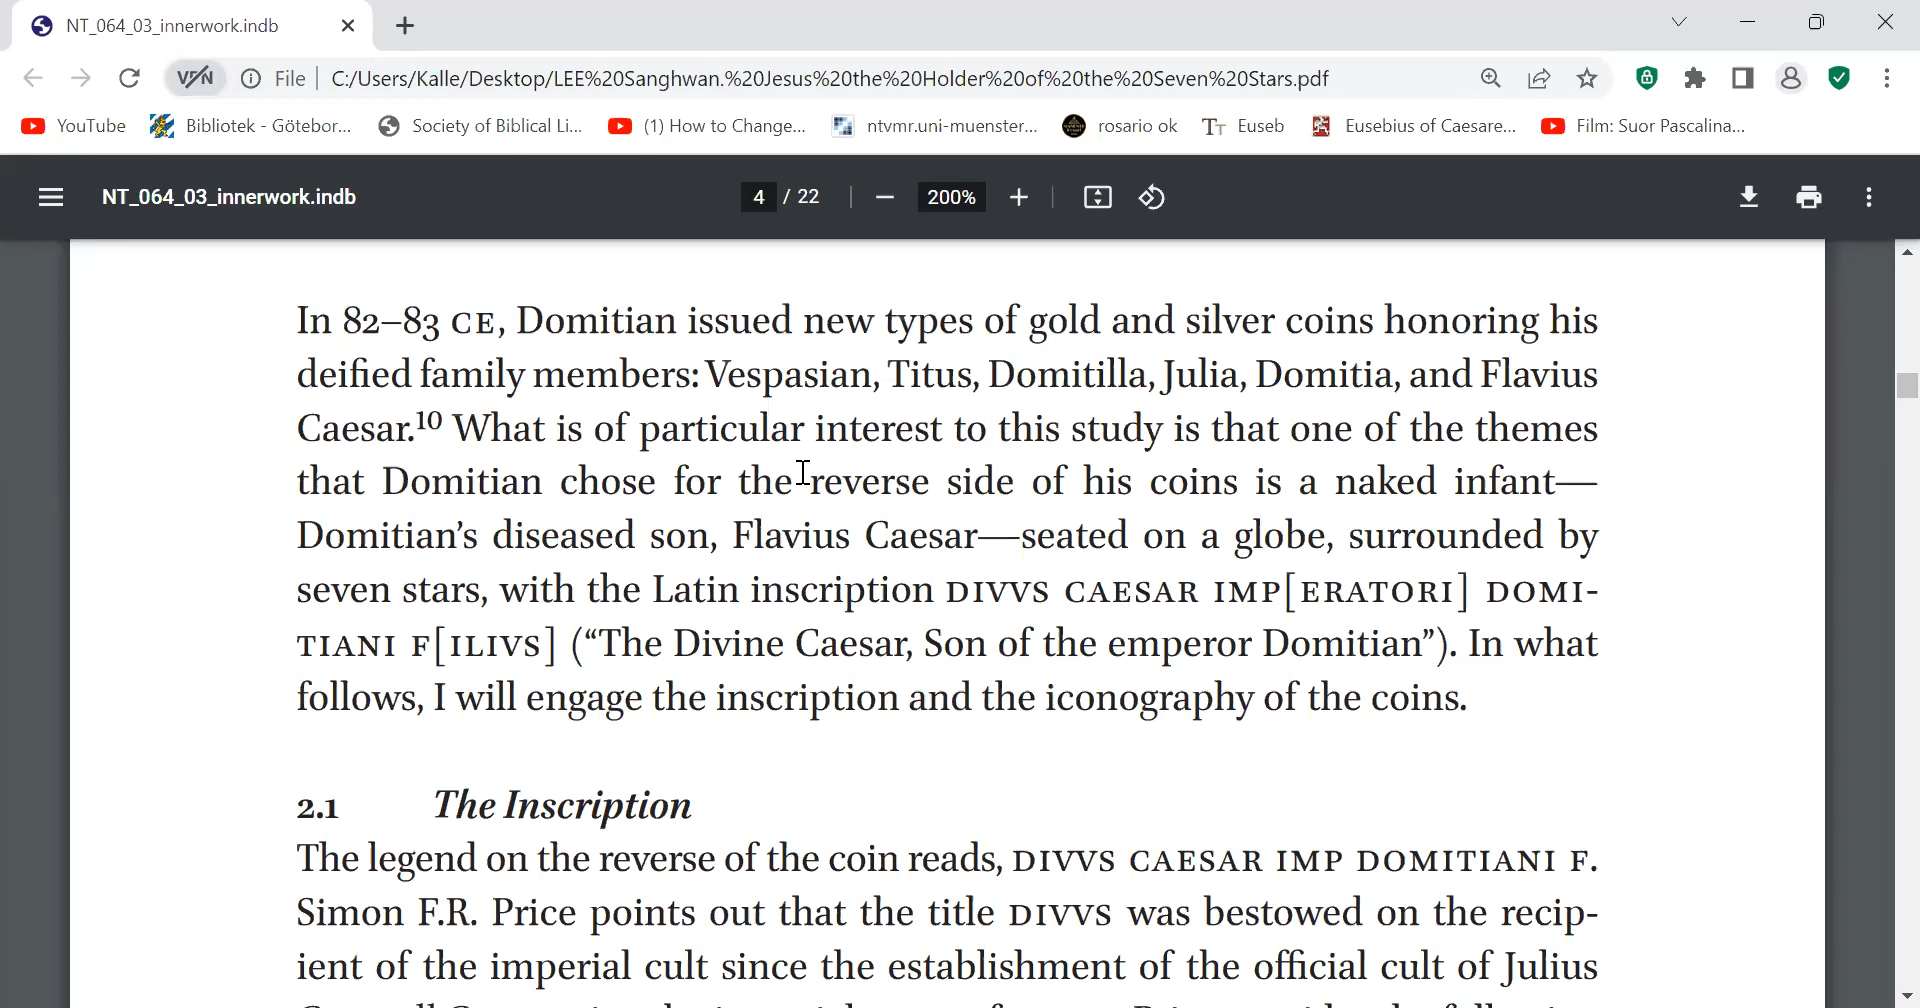 NT_064_03_innerwork.indb
VPN File C:/Users/Kalle/Desktop/LEE%20Sanghwan.%20Jesus%20the%20Holder%20of%20the%20Seven%20Stars.pdf
YouTube Bibliotek - Götebor... Society of Biblical Li... (1) How to Change... ntvmr.uni-muenster... rosario ok Euseb Eusebius of Caesare... Film: Suor Pascalina...
NT_064_03_innerwork.indb 4 / 22 200%
In 82–83 CE, Domitian issued new types of gold and silver coins honoring his
deified family members: Vespasian, Titus, Domitilla, Julia, Domitia, and Flavius
Caesar.10 What is of particular interest to this study is that one of the themes
that Domitian chose for the reverse side of his coins is a naked infant—
Domitian’s diseased son, Flavius Caesar—seated on a globe, surrounded by
seven stars, with the Latin inscription DIVVS CAESAR IMP[ERATORI] DOMI-
TIANI F[ILIVS] (“The Divine Caesar, Son of the emperor Domitian”). In what
follows, I will engage the inscription and the iconography of the coins.
2.1 The Inscription
The legend on the reverse of the coin reads, DIVVS CAESAR IMP DOMITIANI F.
Simon F.R. Price points out that the title DIVVS was bestowed on the recip-
ient of the imperial cult since the establishment of the official cult of Julius